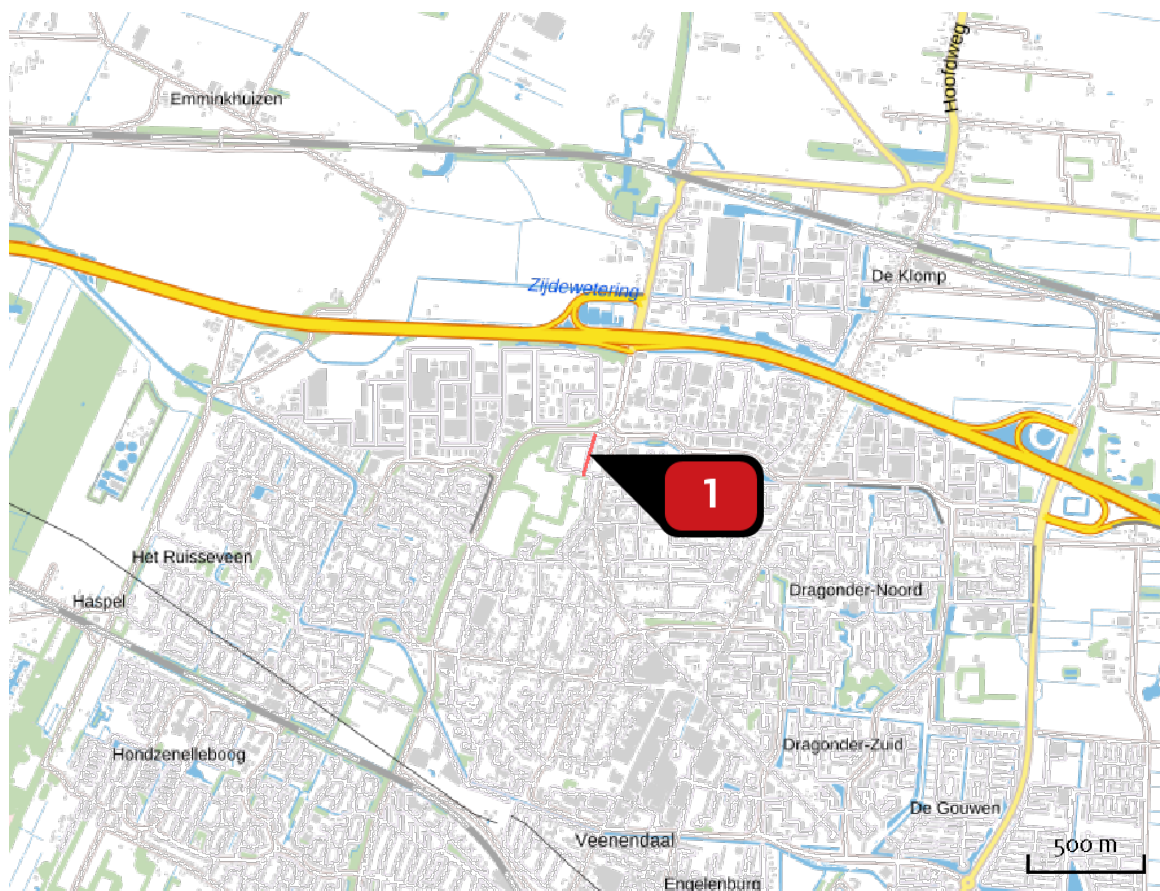 Hoofdweg
Emminkhuizen
De Klomp
Zijdewetering
1
Het Ruisseveen
Dragonder-Noord
Haspel
Dragonder-Zuid
Hondzenelleboog
De Gouwen
Veenendaal
500 m
Engelenburg